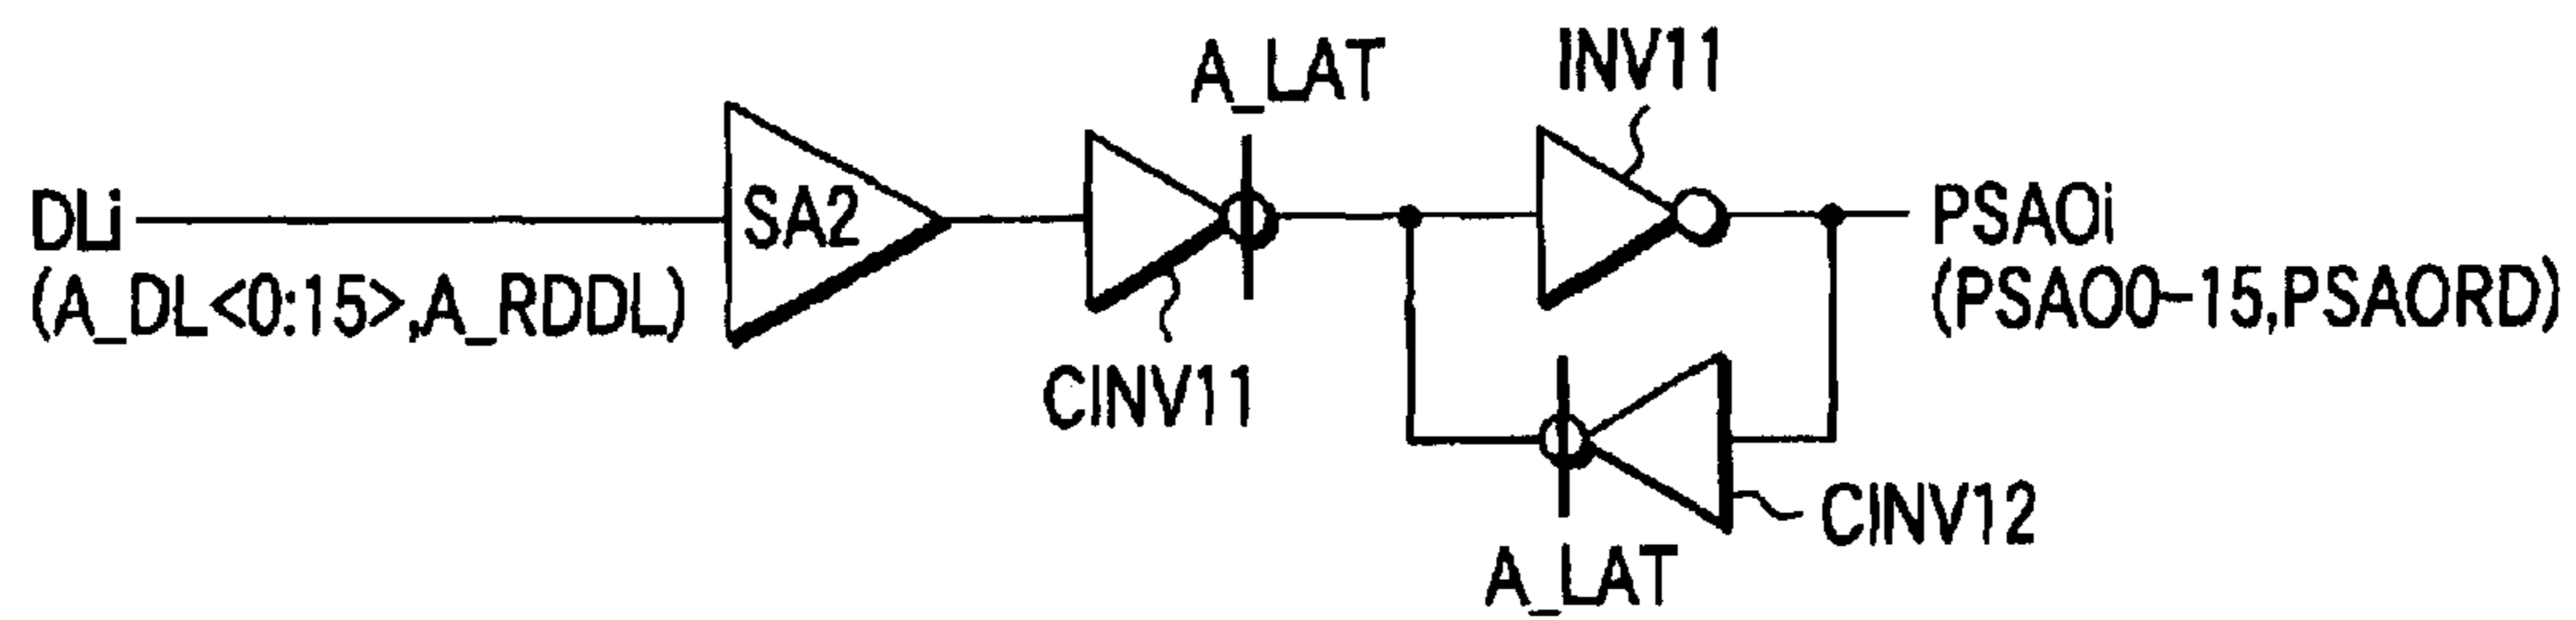 DLi
(A_DL<0:15>,A_RDDL)
SA2
A_LAT
CINV11
INV11
PSAOi
(PSAO0-15,PSAORD)
CINV12
A_LAT